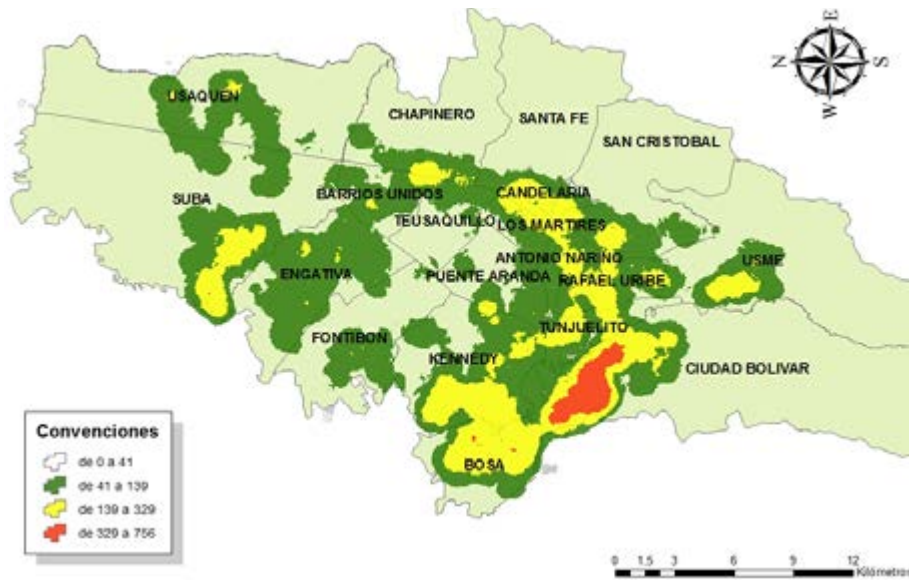 E
N
S
W
USAQUEN
CHAPINERO
SANTA FE
SAN CRISTOBAL
SUBA
BARRIOS UNIDOS
CANDELARIA
TEUSAQUILLO
LOS MARTIRES
ENGATIVA
ANTONIO NARIÑO
USME
PUENTE ARANDA
RAFAEL URIBE
FONTIBON
TUNJUELITO
KENNEDY
CIUDAD BOLIVAR
BOSA
Convenciones
de 0 a 41
de 41 a 139
de 139 a 329
de 329 a 756
0 1.5 3 6 9 12
Kilómetros